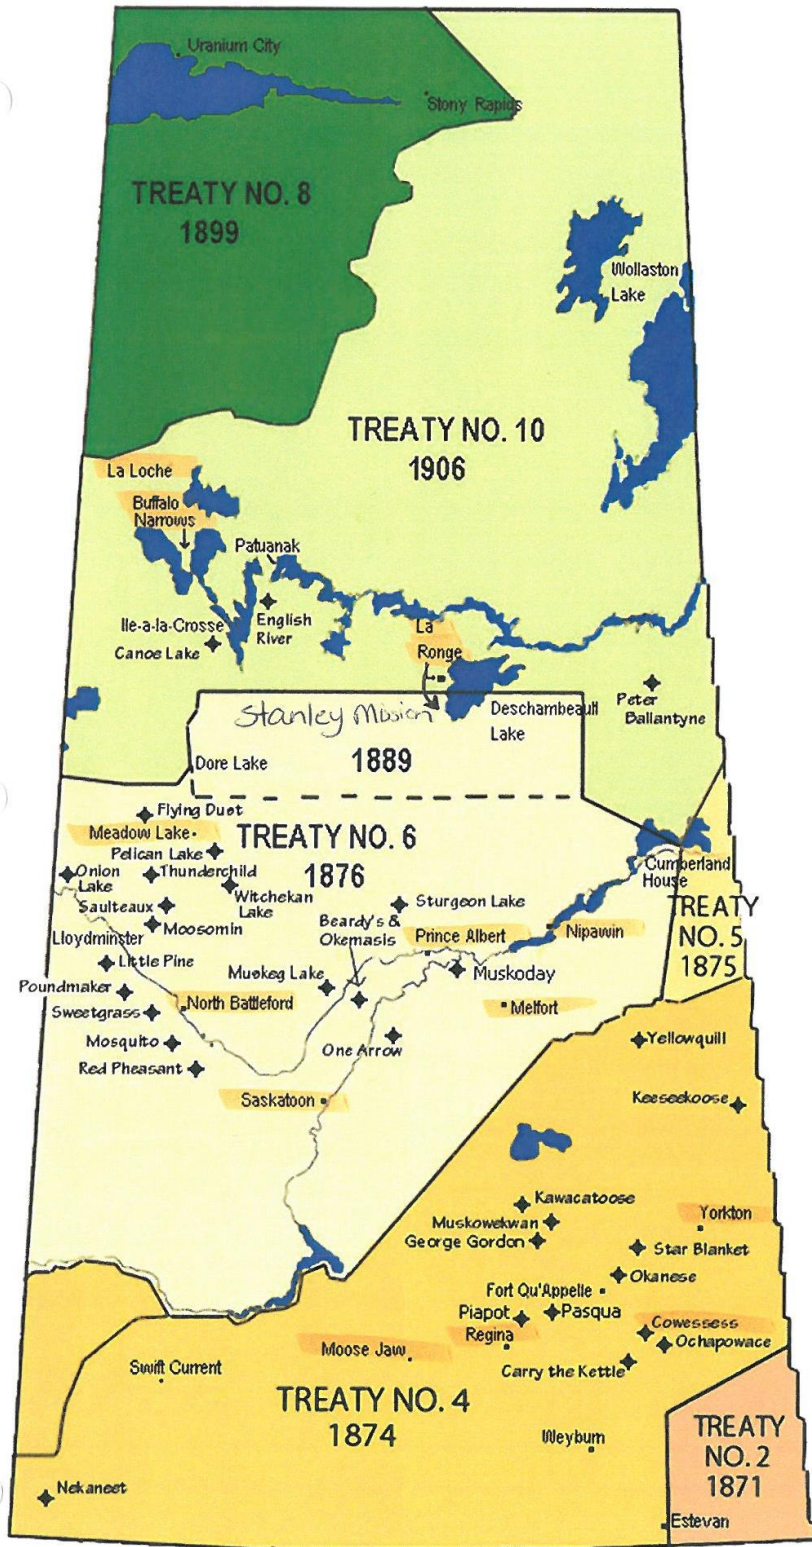 Uranium City
Stony Rapids
TREATY NO. 8
1899
Wollaston
Lake
TREATY NO. 10
1906
La Loche
Buffalo
Narrows
Patuanak
Ile-a-la-Crosse
English
River
Canoe Lake
La
Ronge
Peter
Ballantyne
Stanley Mission
Deschambeault
Lake
Dore Lake
1889
Flying Dust
Meadow Lake
TREATY NO. 6
1876
Pelican Lake
Onion
Lake
Thunderchild
Witchekan
Lake
Cumberland
House
Saulteaux
Moosomin
Sturgeon Lake
Beardy's &
Okemasis
Lloydminster
Prince Albert
Nipawin
TREATY
NO. 5
1875
Little Pine
Muskeg Lake
Muskoday
Poundmaker
Sweetgrass
North Battleford
Melfort
Mosquito
One Arrow
Yellowquill
Red Pheasant
Saskatoon
Keeseekoose
Kawacatoose
Muskowekwan
George Gordon
Yorkton
Star Blanket
Okanese
Fort Qu'Appelle
Piapot
Pasqua
Regina
Cowessess
Ochapowace
Moose Jaw
Carry the Kettle
Swift Current
TREATY NO. 4
1874
Weyburn
TREATY
NO. 2
1871
Nekaneet
Estevan